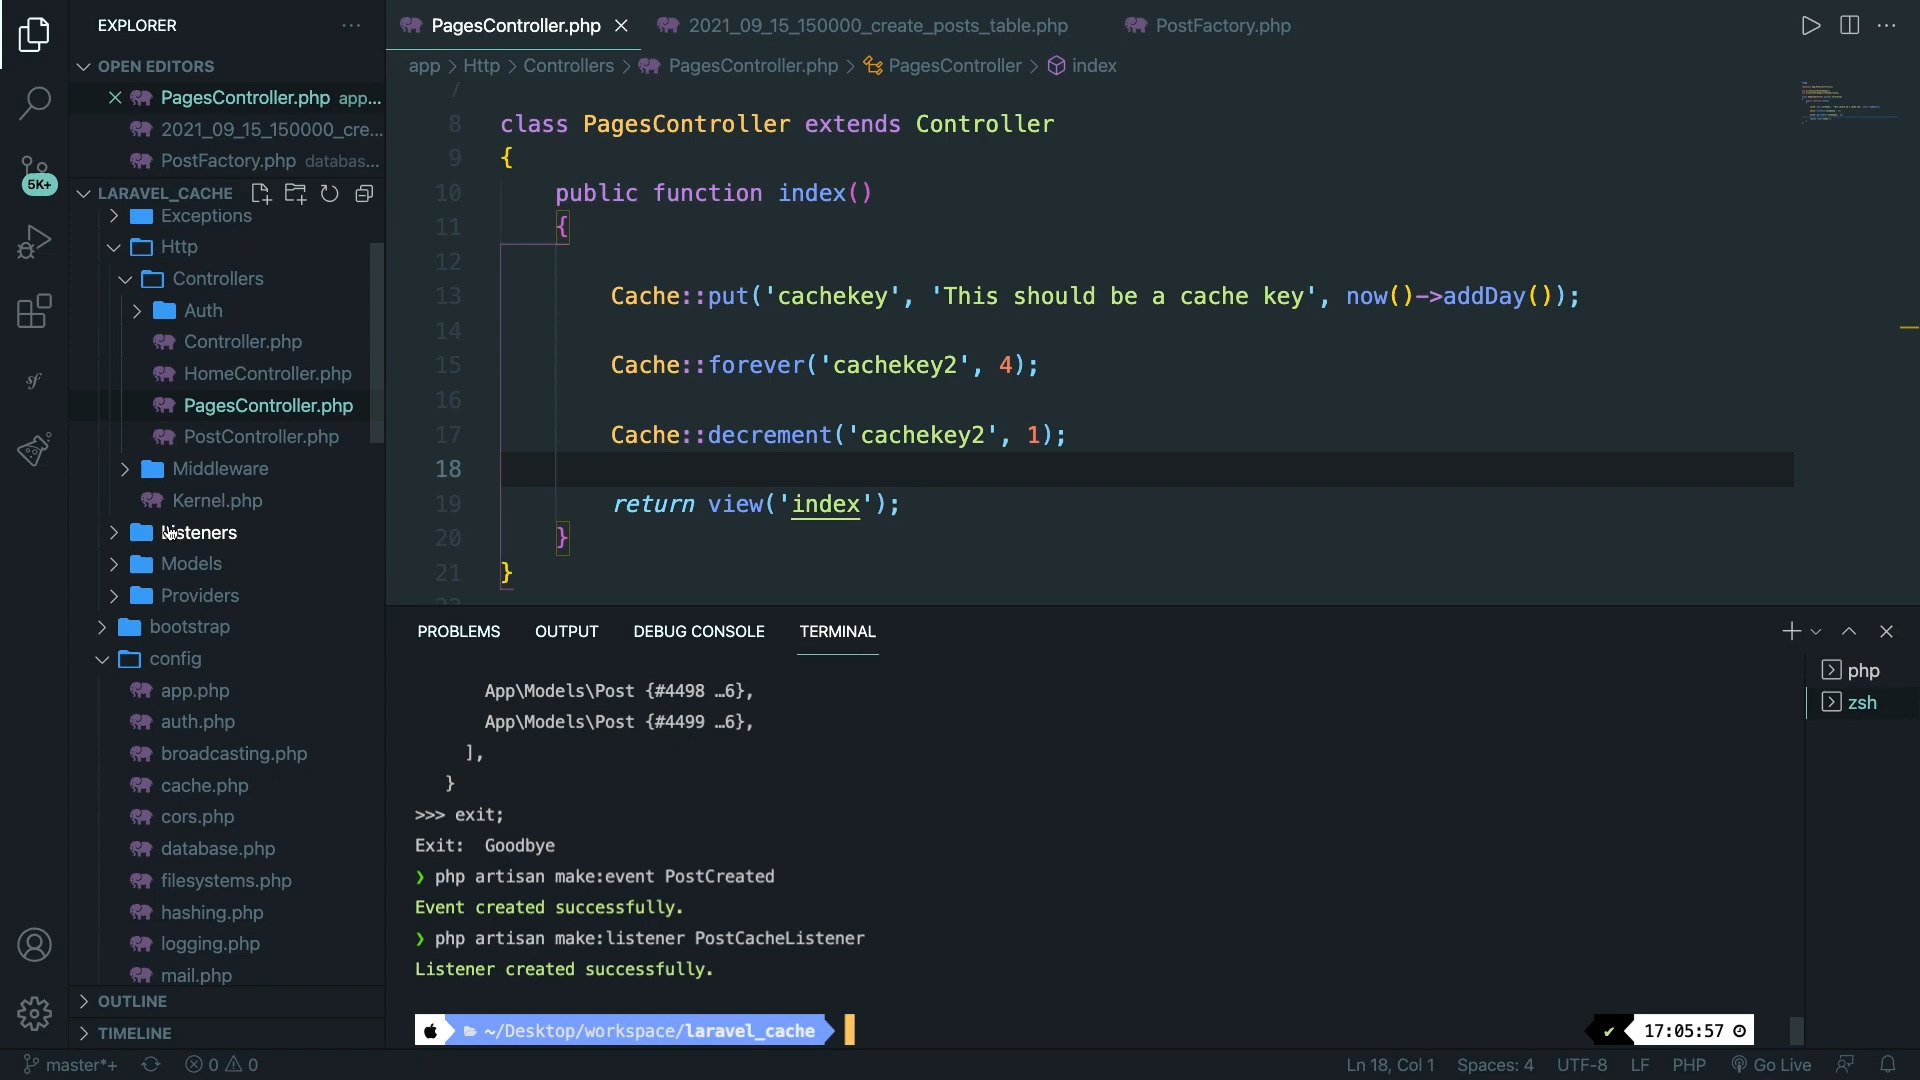 EXPLORER
OPEN EDITORS
PagesController.php app...
2021_09_15_150000_cre...
PostFactory.php databas...
LARAVEL_CACHE
Exceptions
Http
Controllers
Auth
Controller.php
HomeController.php
PagesController.php
PostController.php
Middleware
Kernel.php
Listeners
Models
Providers
bootstrap
config
app.php
auth.php
broadcasting.php
cache.php
cors.php
database.php
filesystems.php
hashing.php
logging.php
mail.php
OUTLINE
TIMELINE
5K+
PagesController.php
2021_09_15_150000_create_posts_table.php
PostFactory.php
app > Http > Controllers > PagesController.php > PagesController > index
7
8 class PagesController extends Controller
9 {
10 public function index()
11 {
12
13 Cache::put('cachekey', 'This should be a cache key', now()->addDay());
14
15 Cache::forever('cachekey2', 4);
16
17 Cache::decrement('cachekey2', 1);
18
19 return view('index');
20 }
21 }
22
PROBLEMS OUTPUT DEBUG CONSOLE TERMINAL
App\Models\Post {#4498 …6},
App\Models\Post {#4499 …6},
],
}
>>> exit;
Exit: Goodbye
❯ php artisan make:event PostCreated
Event created successfully.
❯ php artisan make:listener PostCacheListener
Listener created successfully.
~/Desktop/workspace/laravel_cache
✔ 17:05:57
php
zsh
master*+ 0 0
Ln 18, Col 1 Spaces: 4 UTF-8 LF PHP Go Live